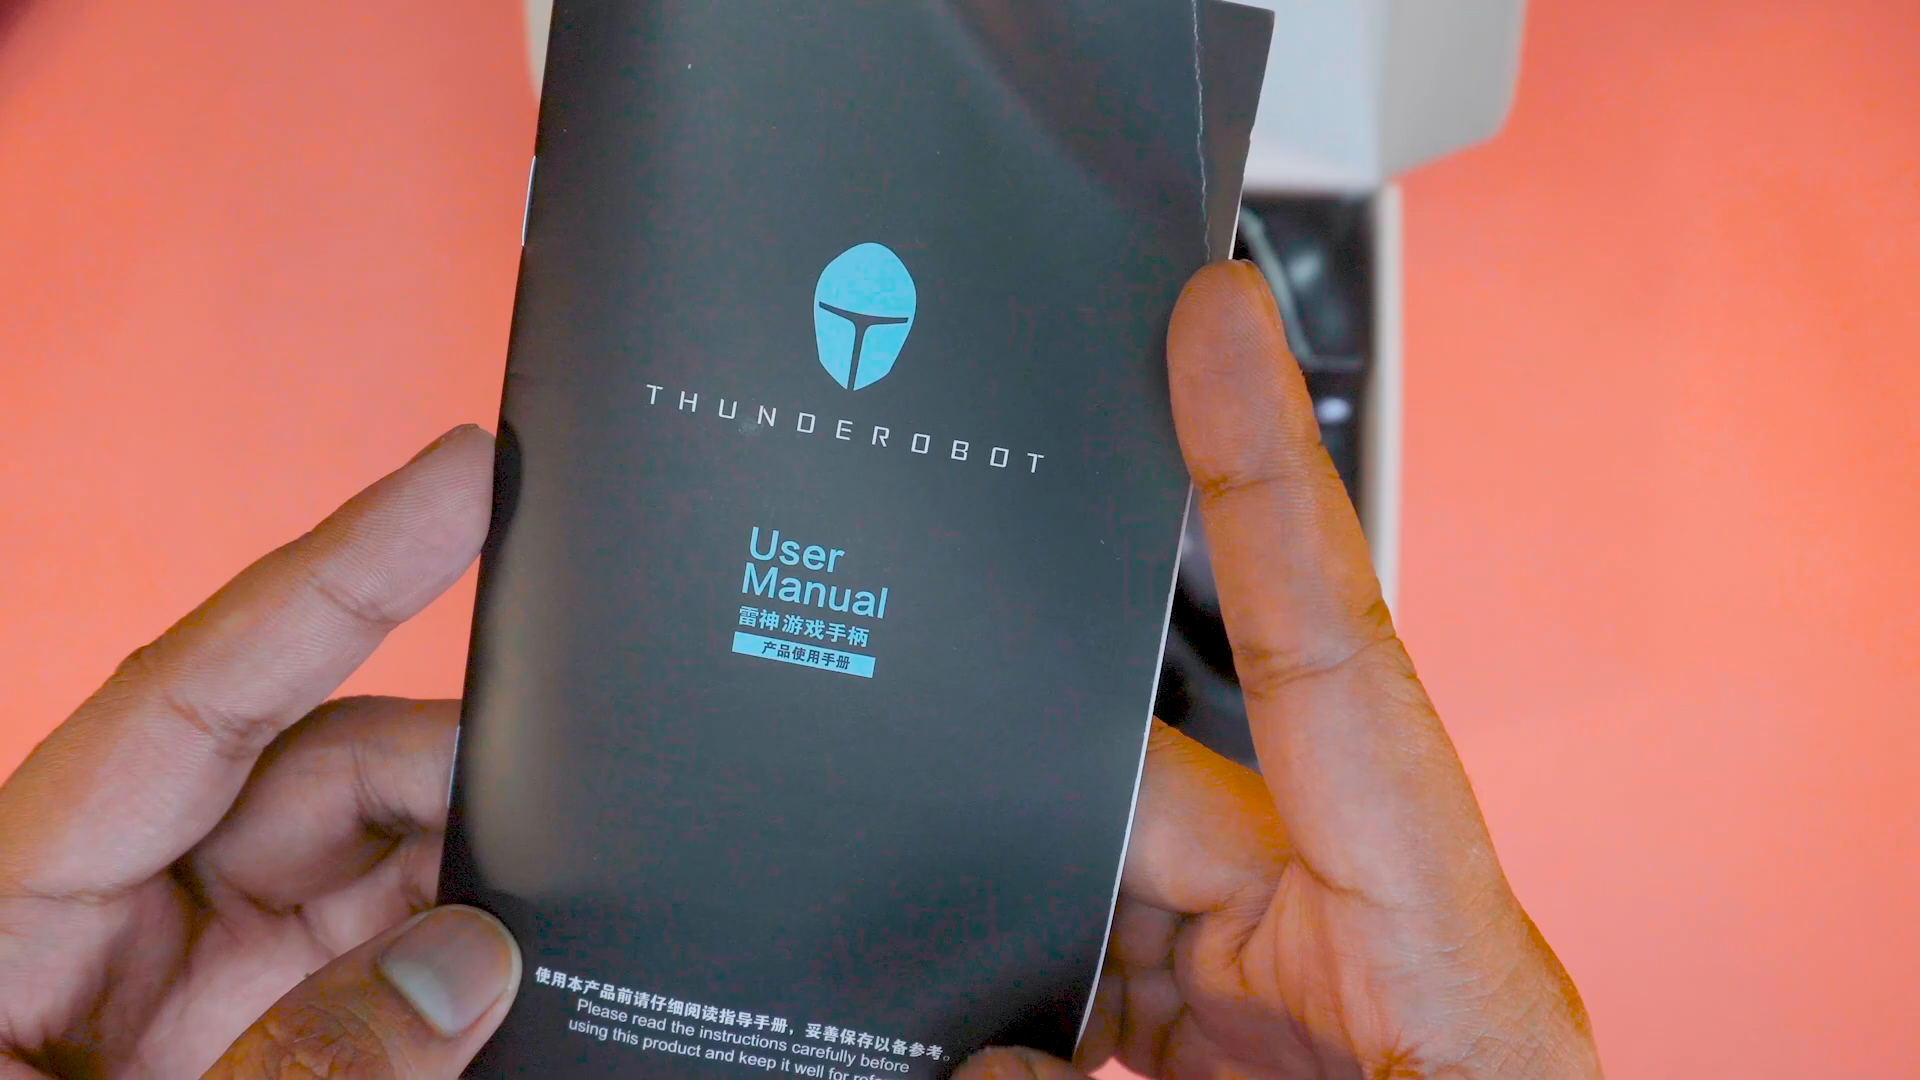 THUNDEROBOT
User
Manual
雷神游戏手柄
产品使用手册
使用本产品前请仔细阅读指导手册，妥善保存以备参考。
Please read the instructions carefully before
using this product and keep it well for